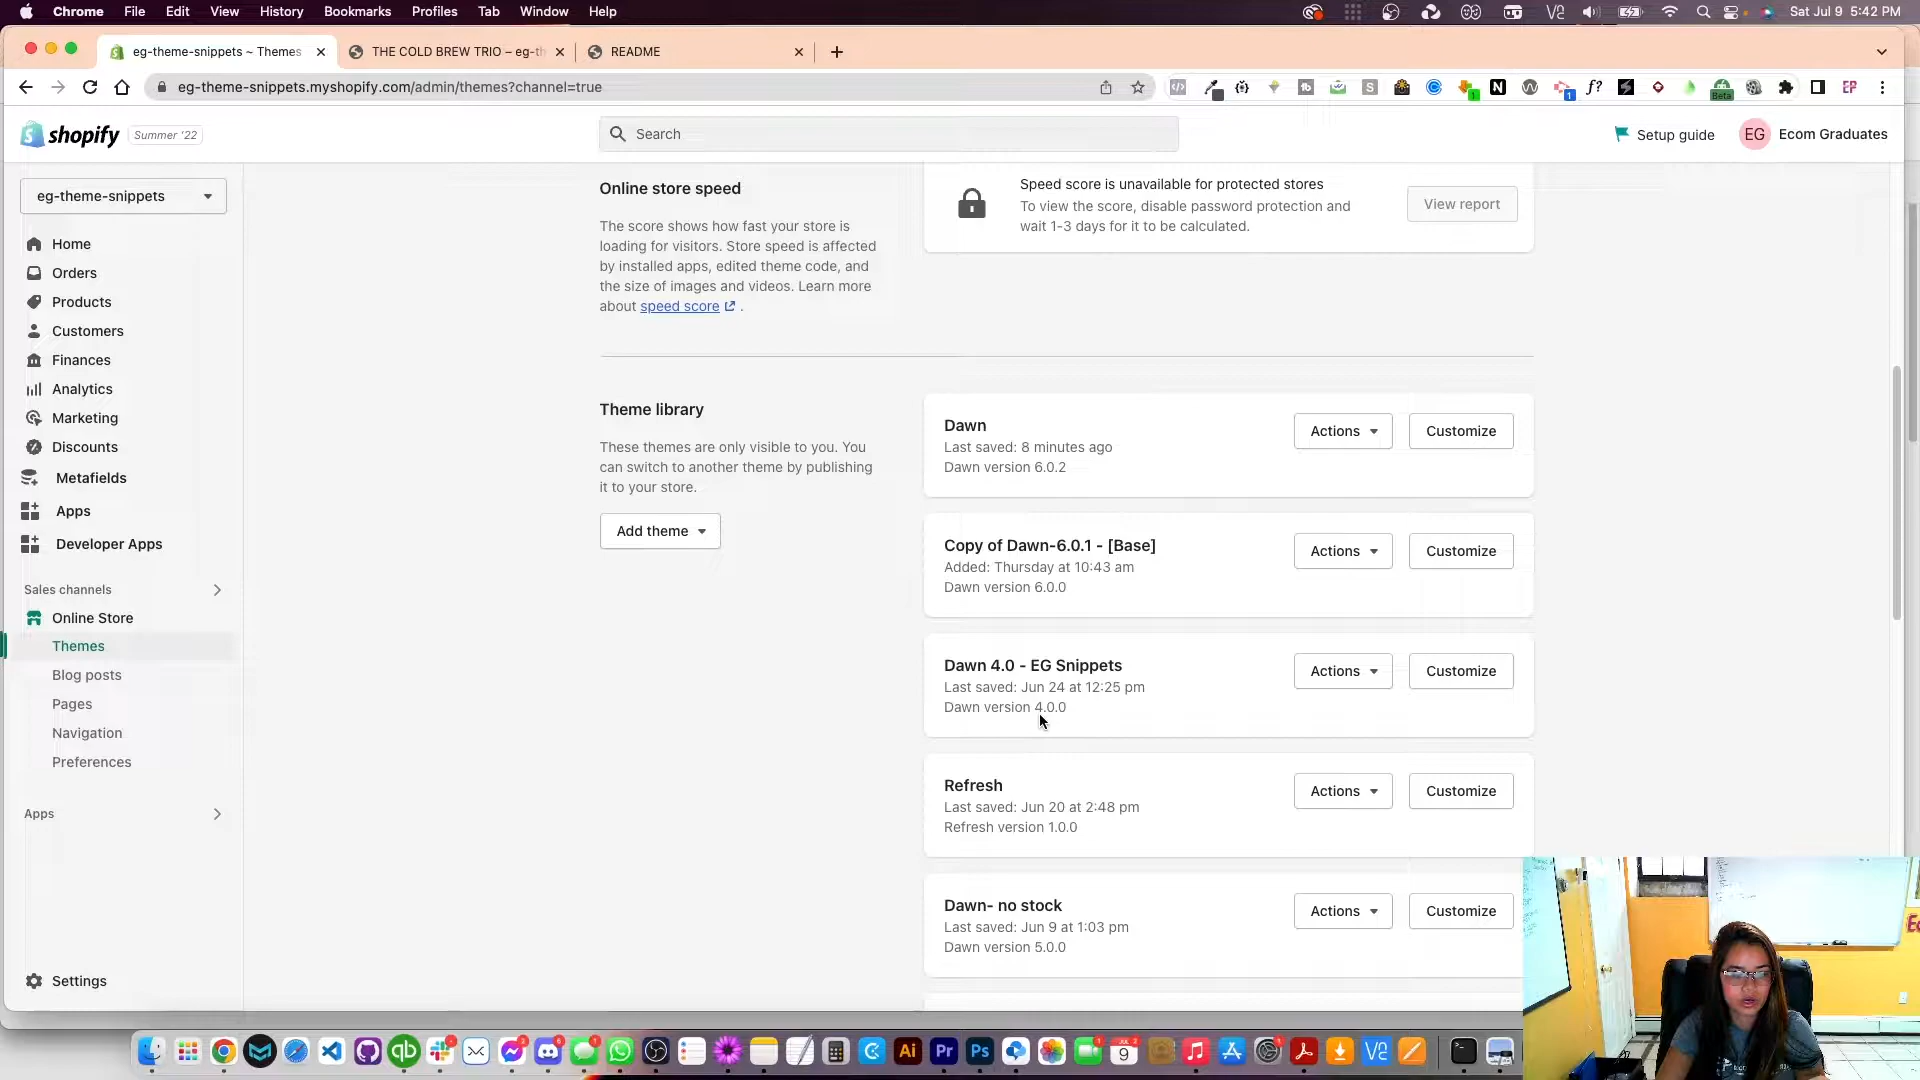 Chrome File Edit View History Bookmarks Profiles Tab Window Help
Sat Jul 9 5:42 PM
eg-theme-snippets ~ Themes
THE COLD BREW TRIO – eg-th
README
eg-theme-snippets.myshopify.com/admin/themes?channel=true
shopify
Summer '22
Search
Setup guide
EG
Ecom Graduates
eg-theme-snippets
Home
Orders
Products
Customers
Finances
Analytics
Marketing
Discounts
Metafields
Apps
Developer Apps
Sales channels
Online Store
Themes
Blog posts
Pages
Navigation
Preferences
Apps
Settings
Online store speed
The score shows how fast your store is
loading for visitors. Store speed is affected
by installed apps, edited theme code, and
the size of images and videos. Learn more
about speed score .
Speed score is unavailable for protected stores
To view the score, disable password protection and
wait 1-3 days for it to be calculated.
View report
Theme library
These themes are only visible to you. You
can switch to another theme by publishing
it to your store.
Add theme
Dawn
Last saved: 8 minutes ago
Dawn version 6.0.2
Actions
Customize
Copy of Dawn-6.0.1 - [Base]
Added: Thursday at 10:43 am
Dawn version 6.0.0
Actions
Customize
Dawn 4.0 - EG Snippets
Last saved: Jun 24 at 12:25 pm
Dawn version 4.0.0
Actions
Customize
Refresh
Last saved: Jun 20 at 2:48 pm
Refresh version 1.0.0
Actions
Customize
Dawn- no stock
Last saved: Jun 9 at 1:03 pm
Dawn version 5.0.0
Actions
Customize